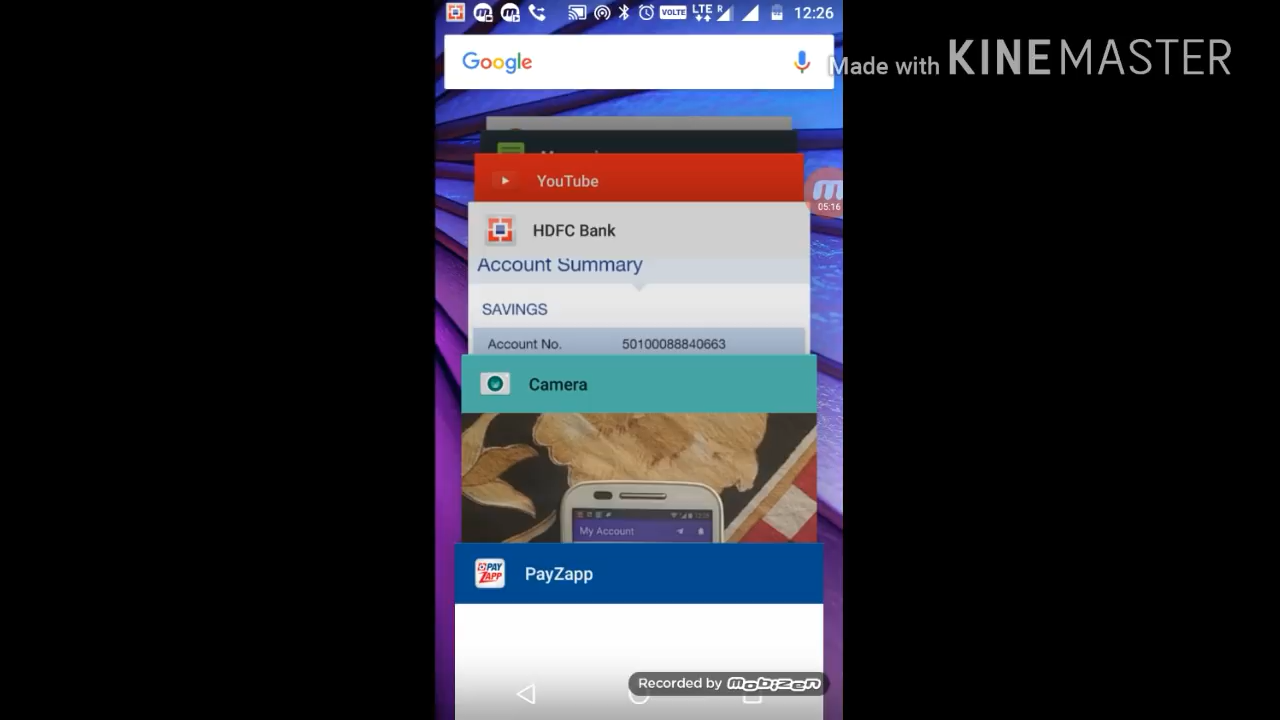 VOLTE LTE R 12:26
Google
Made with KINEMASTER
YouTube
05:16
HDFC Bank
Account Summary
SAVINGS
Account No. 50100088840663
Camera
My Account
PAY ZAPP PayZapp
Recorded by mobizen